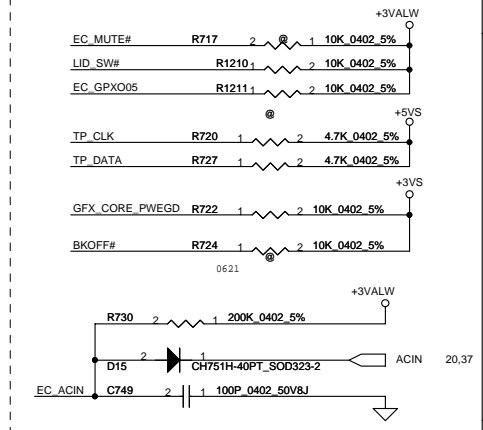 +3VALW
EC_MUTE# R717 2 @ 1 10K_0402_5%
LID_SW# R1210 1 2 10K_0402_5%
EC_GPXO05 R1211 1 2 10K_0402_5%
@
+5VS
TP_CLK R720 1 2 4.7K_0402_5%
TP_DATA R727 1 2 4.7K_0402_5%
+3VS
GFX_CORE_PWEGD R722 1 2 10K_0402_5%
BKOFF# R724 1 2 10K_0402_5%
@
0621
+3VALW
R730 2 1 200K_0402_5%
D15 2 1 CH751H-40PT_SOD323-2 ACIN 20,37
EC_ACIN C749 2 1 100P_0402_50V8J